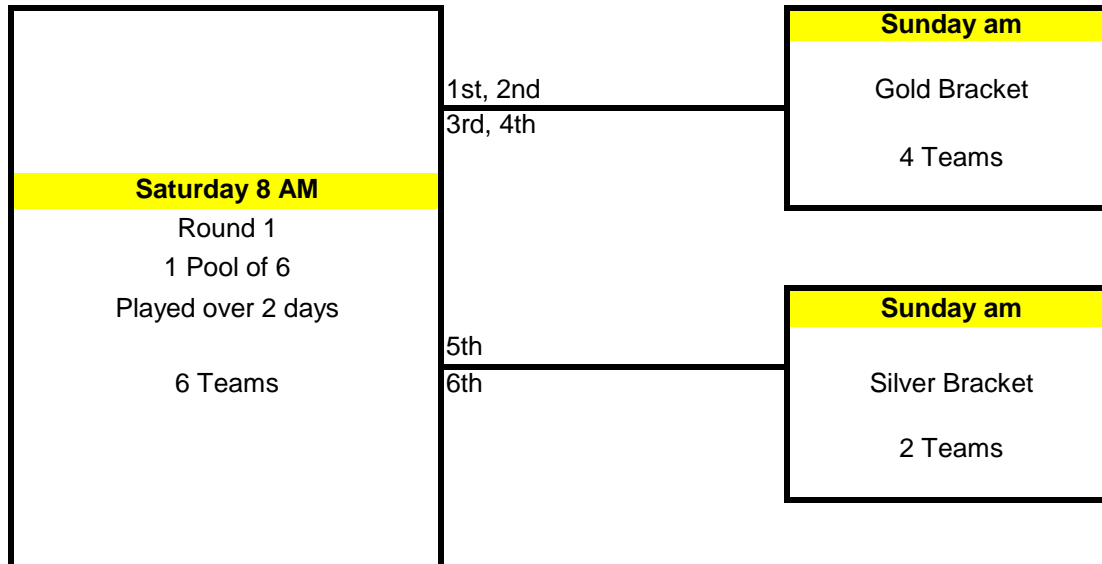 Saturday 8 AM
Round 1
1 Pool of 6
Played over 2 days
6 Teams
1st, 2nd
3rd, 4th
5th
6th
Sunday am
Gold Bracket
4 Teams
Sunday am
Silver Bracket
2 Teams